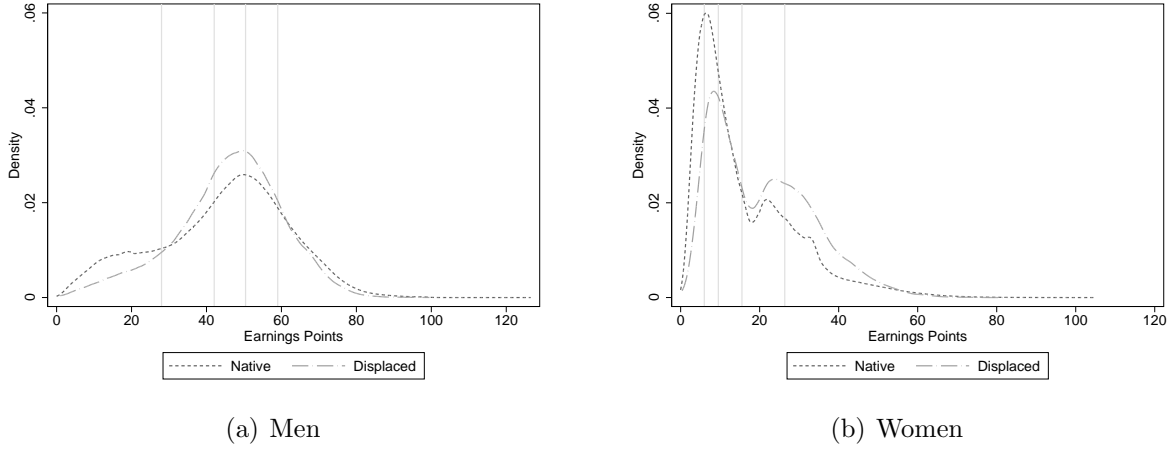 Density
0 .02 .04 .06
0 20 40 60 80 100 120
Earnings Points
Native Displaced
(a) Men
Density
0 .02 .04 .06
0 20 40 60 80 100 120
Earnings Points
Native Displaced
(b) Women